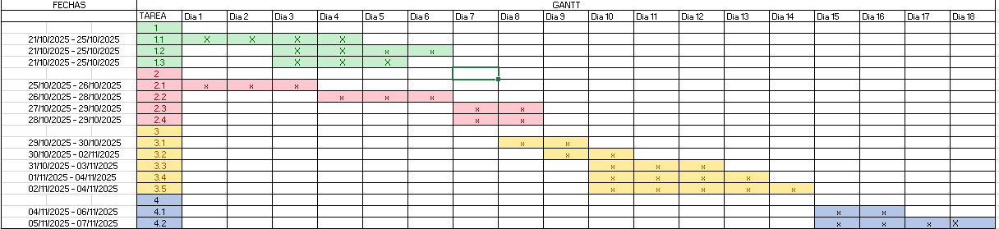 FECHAS GANTT
TAREA Dia 1 Dia 2 Dia 3 Dia 4 Dia 5 Dia 6 Dia 7 Dia 8 Dia 9 Dia 10 Dia 11 Dia 12 Dia 13 Dia 14 Dia 15 Dia 16 Dia 17 Dia 18
1
21/10/2025 - 25/10/2025 1.1 X X X X
21/10/2025 - 25/10/2025 1.2 X X x x
21/10/2025 - 25/10/2025 1.3 X X X
2
25/10/2025 - 26/10/2025 2.1 x x x
26/10/2025 - 28/10/2025 2.2 x x x
27/10/2025 - 29/10/2025 2.3 x x
28/10/2025 - 29/10/2025 2.4 x x
3
29/10/2025 - 30/10/2025 3.1 x x
30/10/2025 - 02/11/2025 3.2 x x
31/10/2025 - 03/11/2025 3.3 x x x
01/11/2025 - 04/11/2025 3.4 x x x x
02/11/2025 - 04/11/2025 3.5 x x x x x
4
04/11/2025 - 06/11/2025 4.1 x x
05/11/2025 - 07/11/2025 4.2 x x x X